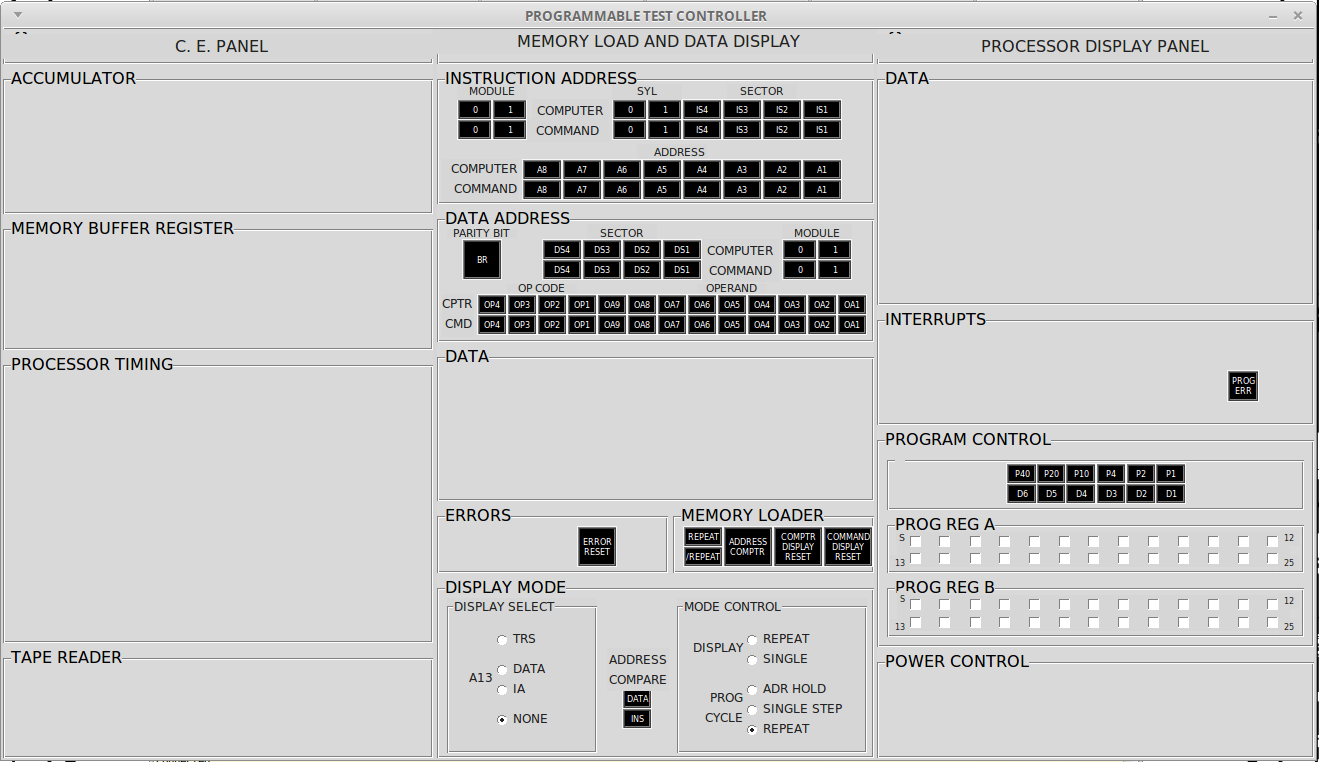 PROGRAMMABLE TEST CONTROLLER
C. E. PANEL
ACCUMULATOR
MEMORY BUFFER REGISTER
PROCESSOR TIMING
TAPE READER
MEMORY LOAD AND DATA DISPLAY
INSTRUCTION ADDRESS
MODULE SYL SECTOR
0 1 COMPUTER 0 1 IS4 IS3 IS2 IS1
0 1 COMMAND 0 1 IS4 IS3 IS2 IS1
ADDRESS
COMPUTER A8 A7 A6 A5 A4 A3 A2 A1
COMMAND A8 A7 A6 A5 A4 A3 A2 A1
DATA ADDRESS
PARITY BIT SECTOR MODULE
BR
DS4 DS3 DS2 DS1 COMPUTER 0 1
DS4 DS3 DS2 DS1 COMMAND 0 1
OP CODE OPERAND
CPTR OP4 OP3 OP2 OP1 OA9 OA8 OA7 OA6 OA5 OA4 OA3 OA2 OA1
CMD OP4 OP3 OP2 OP1 OA9 OA8 OA7 OA6 OA5 OA4 OA3 OA2 OA1
DATA
ERRORS
ERROR
RESET
MEMORY LOADER
REPEAT
/REPEAT
ADDRESS
COMPTR
COMPTR
DISPLAY
RESET
COMMAND
DISPLAY
RESET
DISPLAY MODE
DISPLAY SELECT
TRS
A13
DATA
IA
NONE
ADDRESS
COMPARE
DATA
INS
MODE CONTROL
DISPLAY
REPEAT
SINGLE
PROG
CYCLE
ADR HOLD
SINGLE STEP
REPEAT
PROCESSOR DISPLAY PANEL
DATA
INTERRUPTS
PROG
ERR
PROGRAM CONTROL
P40 P20 P10 P4 P2 P1
D6 D5 D4 D3 D2 D1
PROG REG A
S 12
13 25
PROG REG B
S 12
13 25
POWER CONTROL